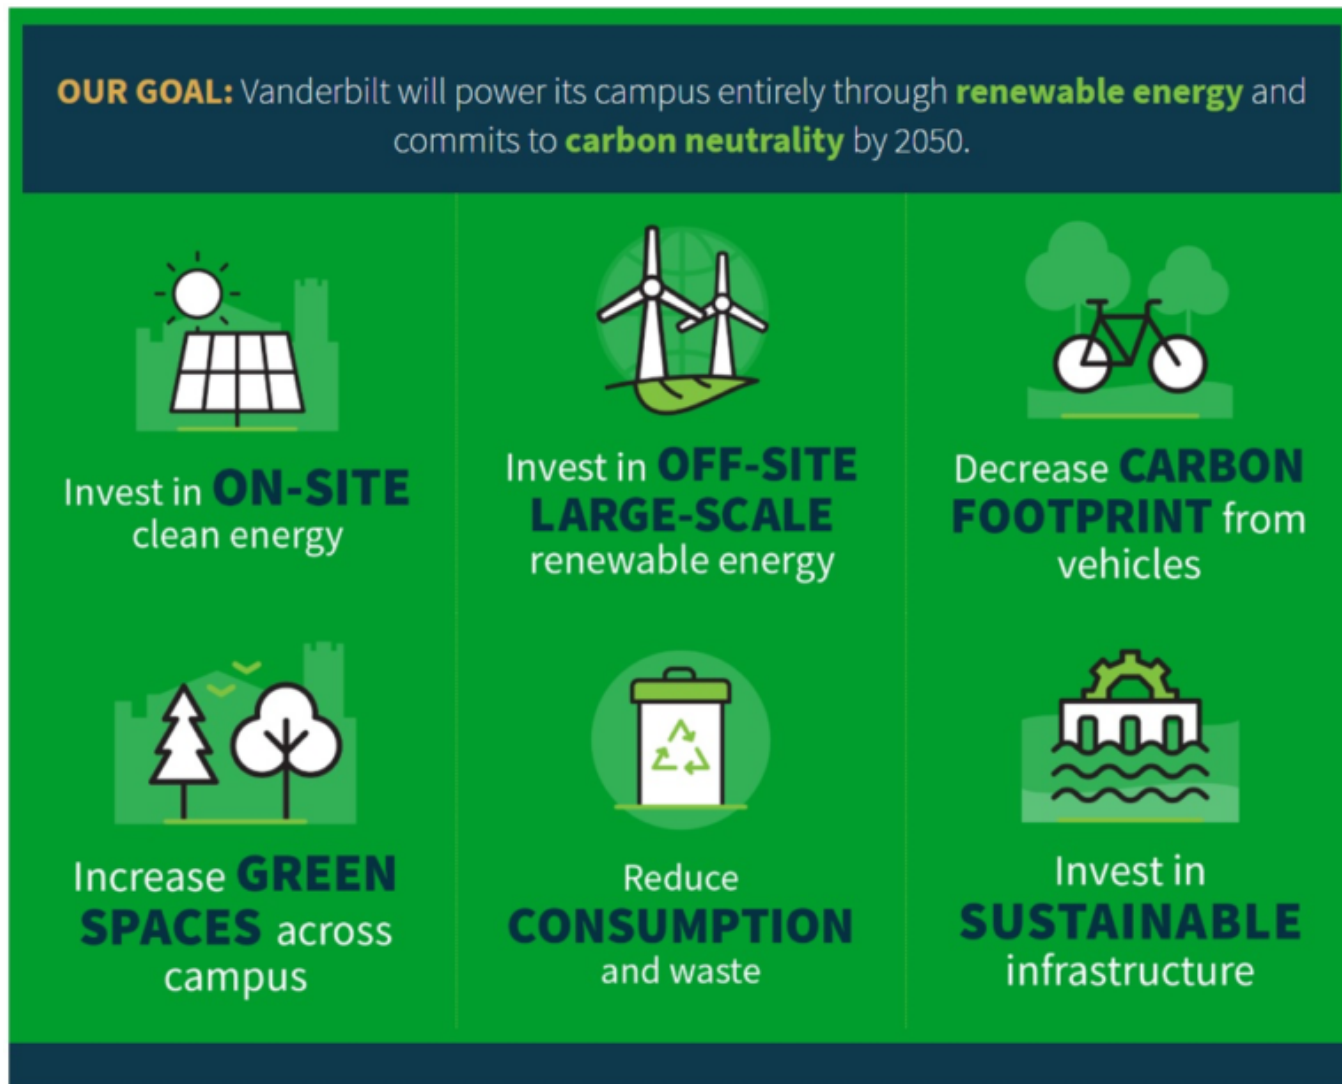 OUR GOAL: Vanderbilt will power its campus entirely through renewable energy and
commits to carbon neutrality by 2050.
Invest in ON-SITE
clean energy
Invest in OFF-SITE
LARGE-SCALE
renewable energy
Decrease CARBON
FOOTPRINT from
vehicles
Increase GREEN
SPACES across
campus
Reduce
CONSUMPTION
and waste
Invest in
SUSTAINABLE
infrastructure